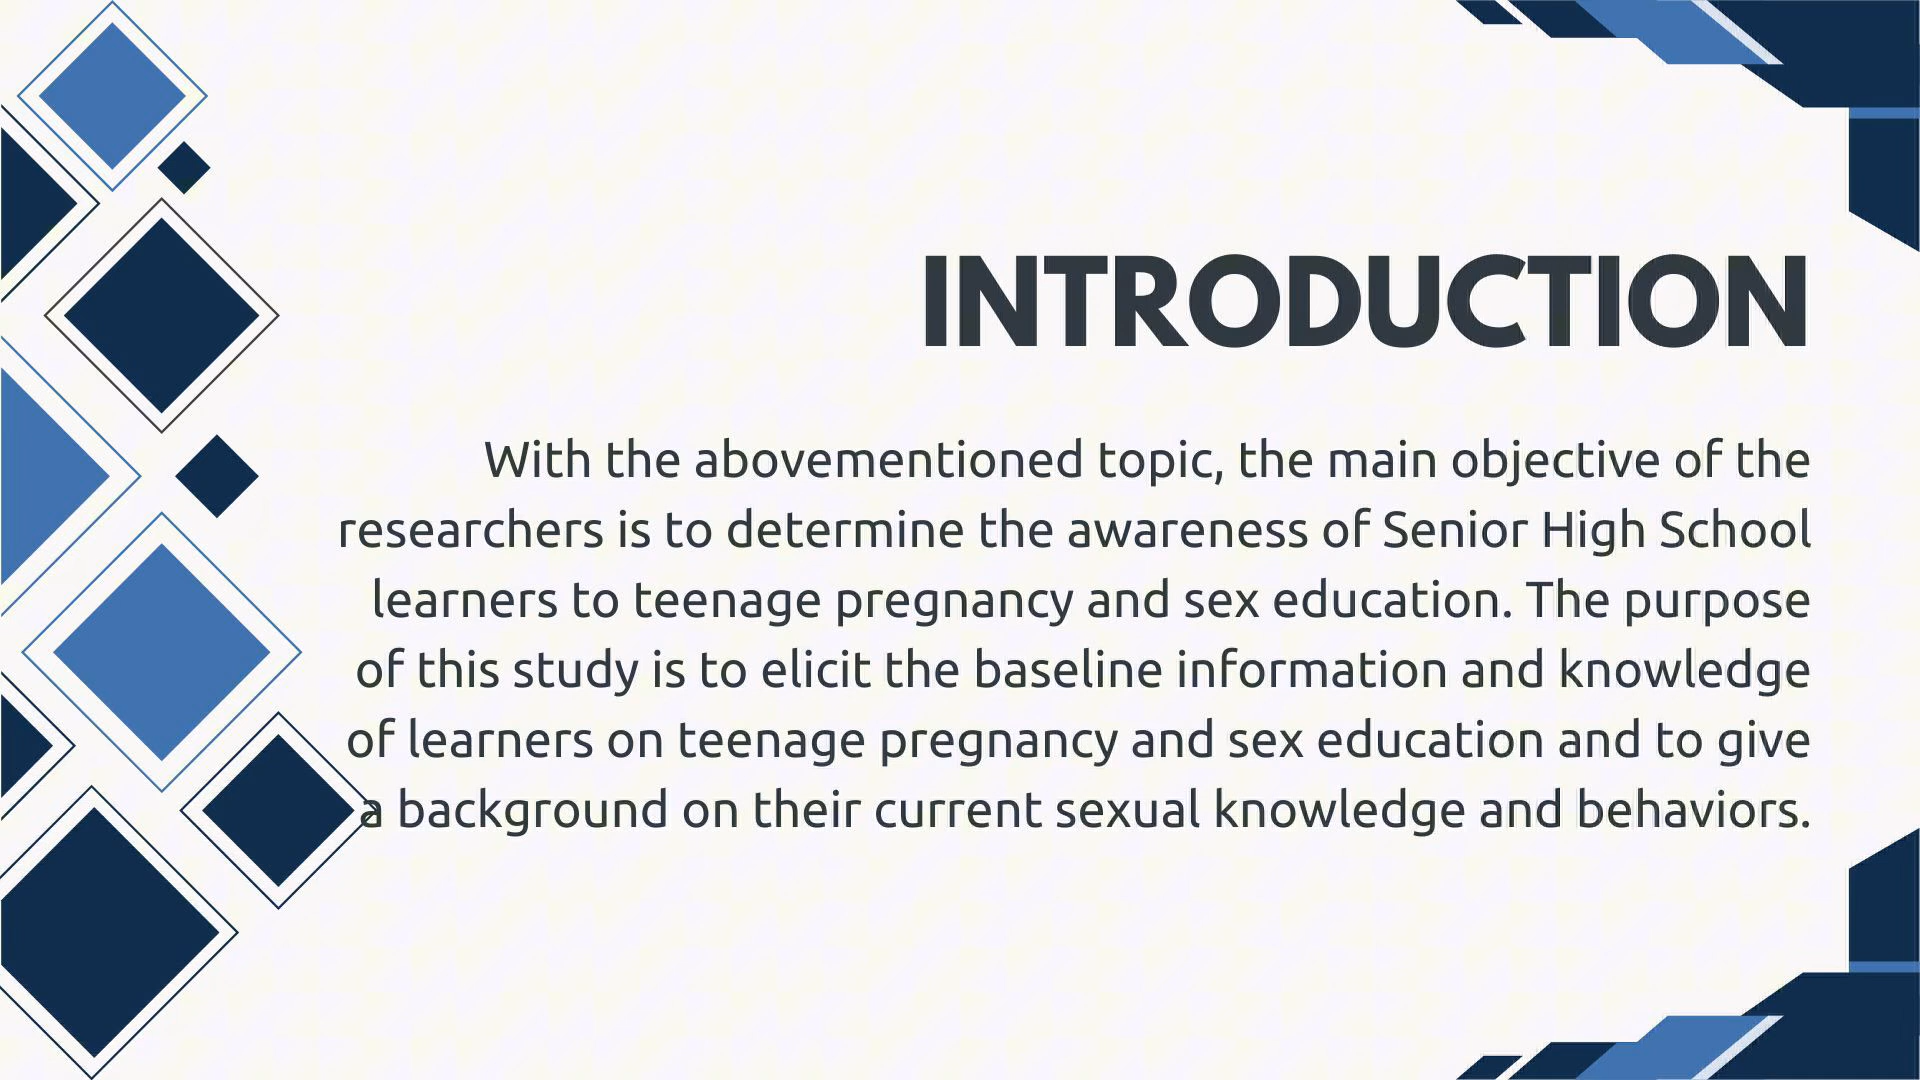 INTRODUCTION
With the abovementioned topic, the main objective of the
researchers is to determine the awareness of Senior High School
learners to teenage pregnancy and sex education. The purpose
of this study is to elicit the baseline information and knowledge
of learners on teenage pregnancy and sex education and to give
a background on their current sexual knowledge and behaviors.